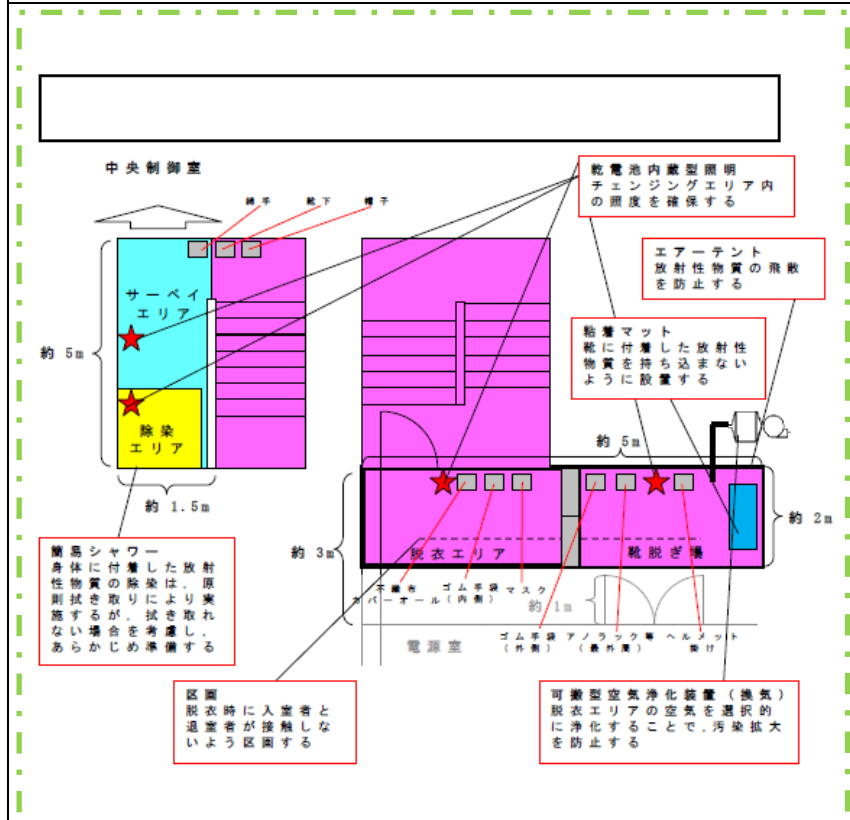 中央制御室
綿手
靴下
帽子
乾電池内蔵型照明
チェンジングエリア内
の照度を確保する
エアーテント
放射性物質の飛散
を防止する
サーベイ
エリア
約 5m
粘着マット
靴に付着した放射性
物質を持ち込まない
ように設置する
除染
エリア
約 1.5m
約 5m
約 2m
約 3m
脱衣エリア
靴脱ぎ場
簡易シャワー
身体に付着した放射
性物質の除染は，原
則拭き取りにより実
施するが，拭き取れ
ない場合を考慮し，
あらかじめ準備する
不織布
カバーオール
ゴム手袋
（内側）
マスク
約 1m
電源室
ゴム手袋
（外側）
アノラック等
（最外層）
ヘルメット
掛け
区画
脱衣時に入室者と
退室者が接触しな
いよう区画する
可搬型空気浄化装置（換気）
脱衣エリアの空気を選択的
に浄化することで，汚染拡大
を防止する